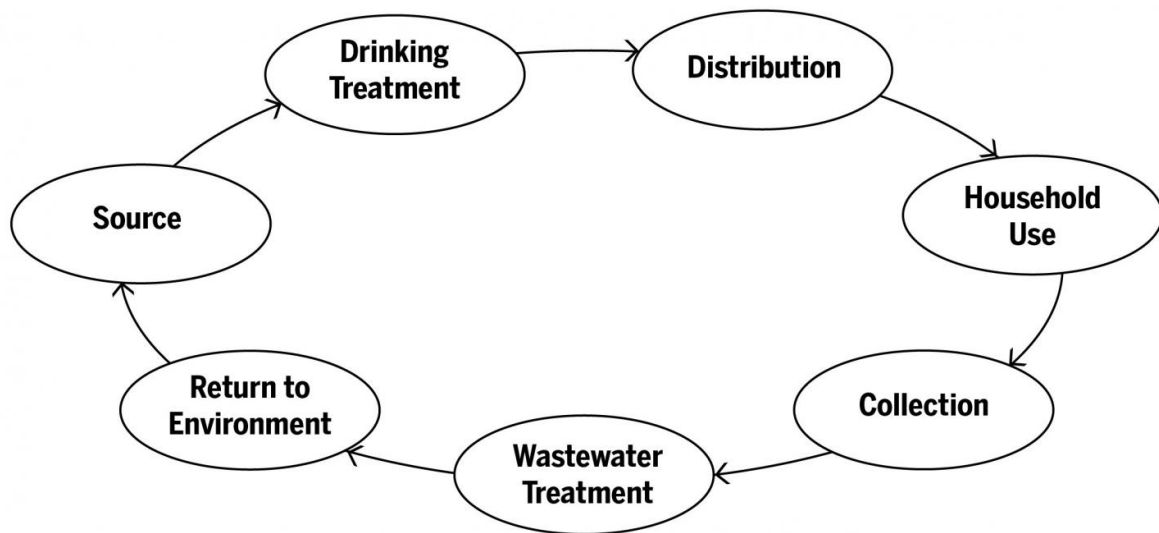 Drinking
Treatment
Distribution
Household
Use
Collection
Wastewater
Treatment
Return to
Environment
Source